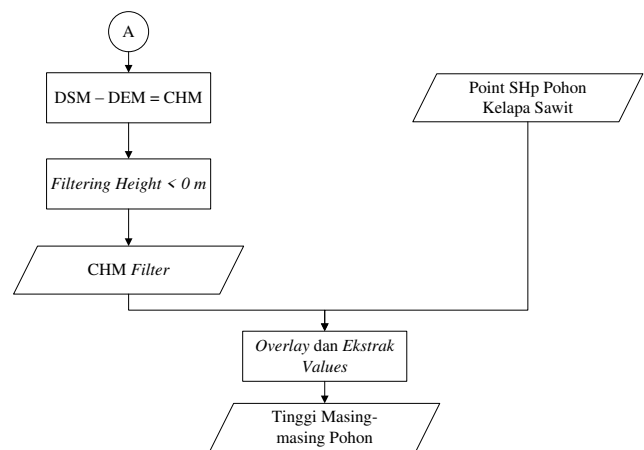 A
DSM – DEM = CHM
Point SHp Pohon
Kelapa Sawit
Filtering Height < 0 m
CHM Filter
Overlay dan Ekstrak
Values
Tinggi Masing-
masing Pohon